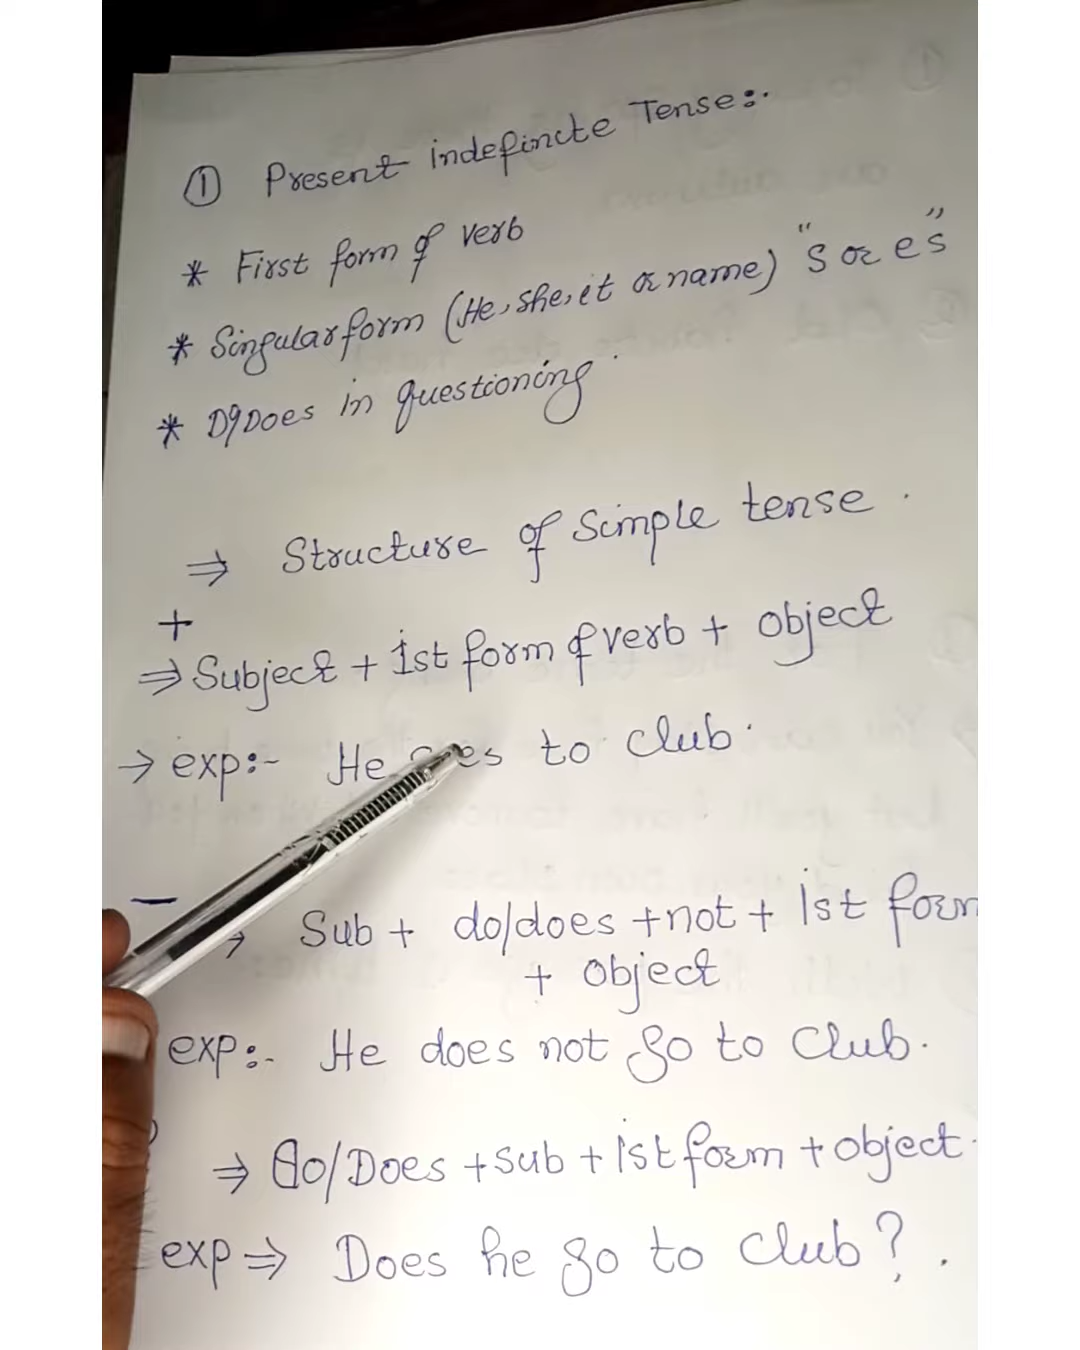 ① Present indefinite Tense:-
* First form of verb
* Singular form (He, she, it or name) "s or es"
* Do/Does in questioning
⇒ Structure of Simple tense.
+
⇒ Subject + 1st form of verb + object
→ exp:- He goes to club.
-
→ Sub + do/does + not + 1st form
+ object
exp:- He does not go to club.
⇒ Do/Does + sub + 1st form + object.
exp ⇒ Does he go to club?.